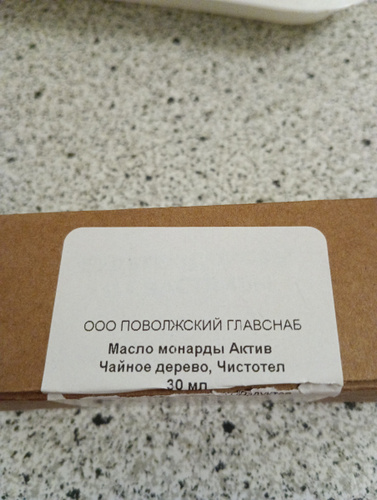 ООО ПОВОЛЖСКИЙ ГЛАВСНАБ
Масло монарды Актив
Чайное дерево, Чистотел
30 мл